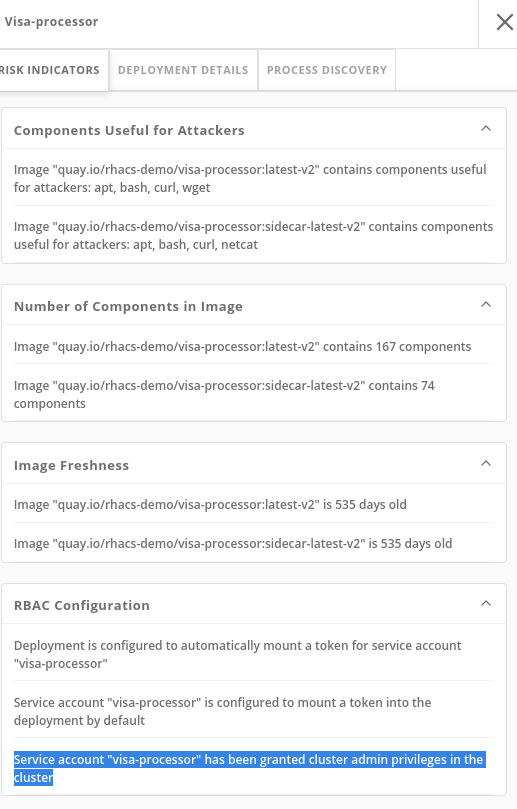 Visa-processor
RISK INDICATORS
DEPLOYMENT DETAILS
PROCESS DISCOVERY
Components Useful for Attackers
Image "quay.io/rhacs-demo/visa-processor:latest-v2" contains components useful
for attackers: apt, bash, curl, wget
Image "quay.io/rhacs-demo/visa-processor:sidecar-latest-v2" contains components
useful for attackers: apt, bash, curl, netcat
Number of Components in Image
Image "quay.io/rhacs-demo/visa-processor:latest-v2" contains 167 components
Image "quay.io/rhacs-demo/visa-processor:sidecar-latest-v2" contains 74
components
Image Freshness
Image "quay.io/rhacs-demo/visa-processor:latest-v2" is 535 days old
Image "quay.io/rhacs-demo/visa-processor:sidecar-latest-v2" is 535 days old
RBAC Configuration
Deployment is configured to automatically mount a token for service account
"visa-processor"
Service account "visa-processor" is configured to mount a token into the
deployment by default
Service account "visa-processor" has been granted cluster admin privileges in the
cluster